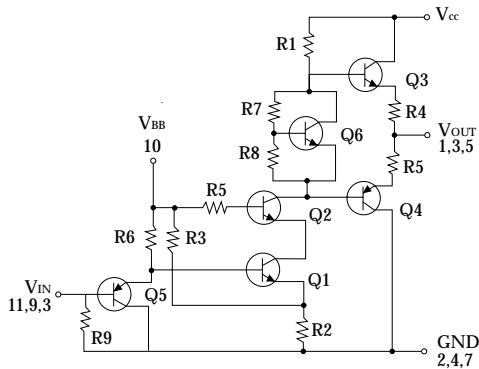 Vcc
R1
Q3
R7
R4
VBB
Q6
VOUT
10
R8
1,3,5
R5
R5
Q2
Q4
R6
R3
Q1
VIN
Q5
11,9,3
R2
GND
R9
2,4,7